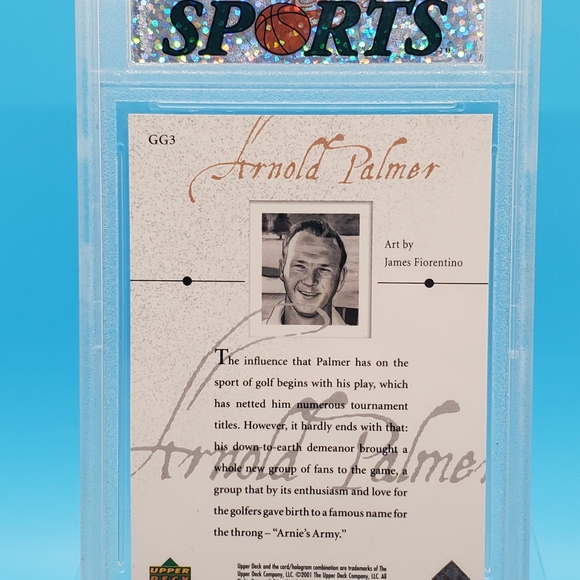 SPORTS
GG3
Arnold Palmer
Art by
James Fiorentino
The influence that Palmer has on the
sport of golf begins with his play, which
has netted him numerous tournament
titles. However, it hardly ends with that:
his down-to-earth demeanor brought a
whole new group of fans to the game, a
group that by its enthusiasm and love for
the golfers gave birth to a famous name for
the throng – “Arnie’s Army.”
Arnold Palmer
UPPER DECK
Upper Deck and the card/hologram combination are trademarks of The
Upper Deck Company, LLC. ©2001 The Upper Deck Company, LLC. All